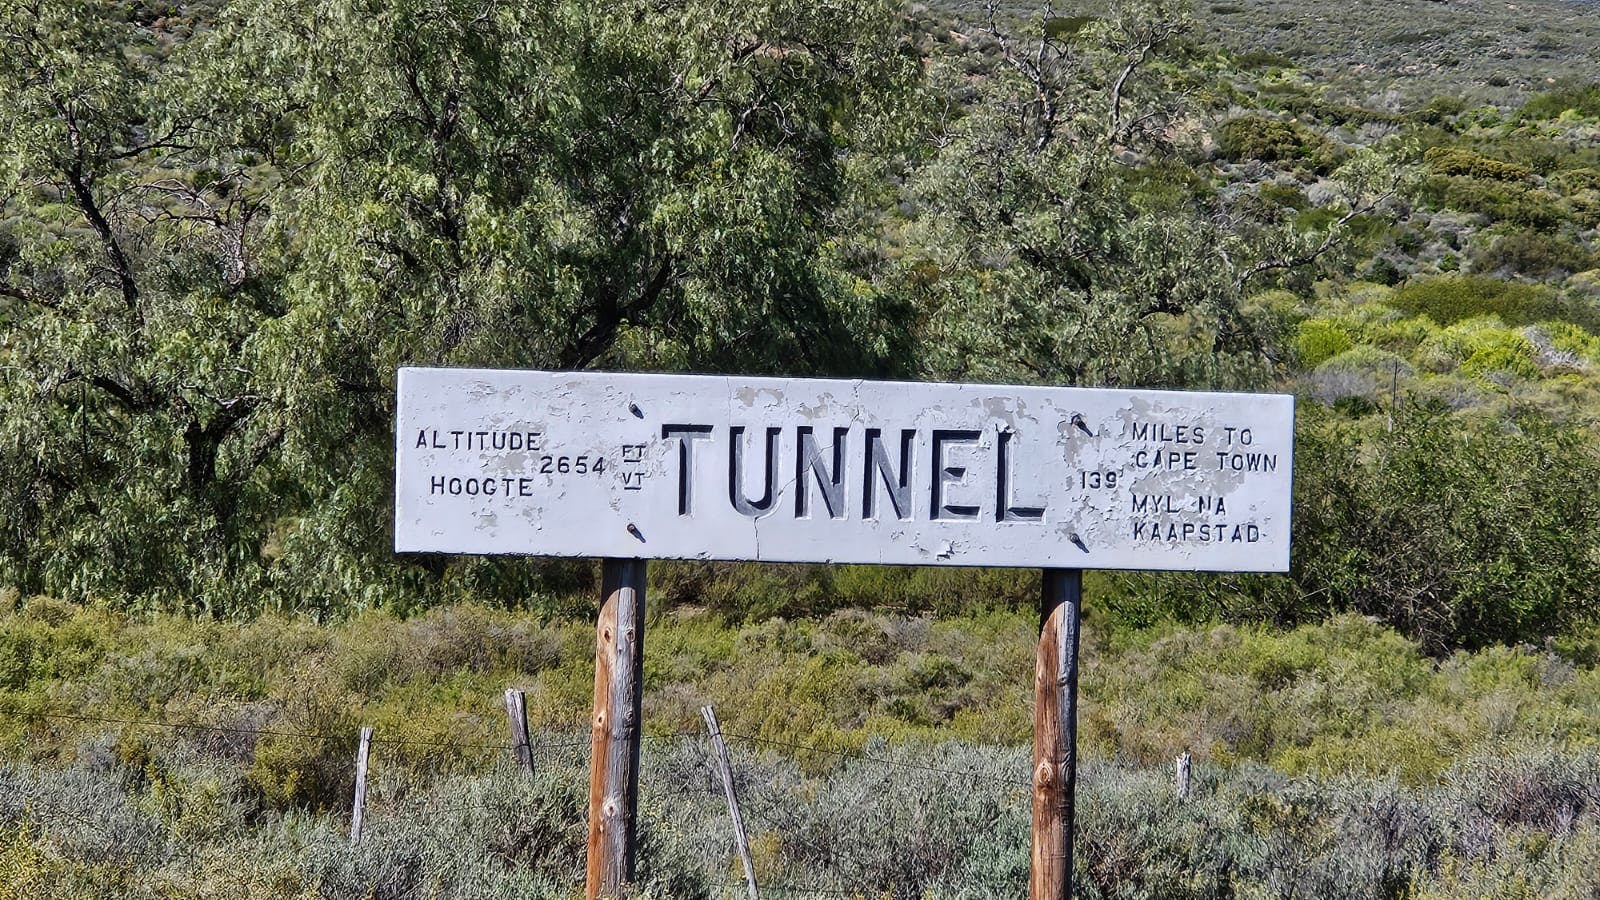 ALTITUDE
HOOGTE
2654
FT
VT
TUNNEL
139
MILES TO
CAPE TOWN
MYL NA
KAAPSTAD